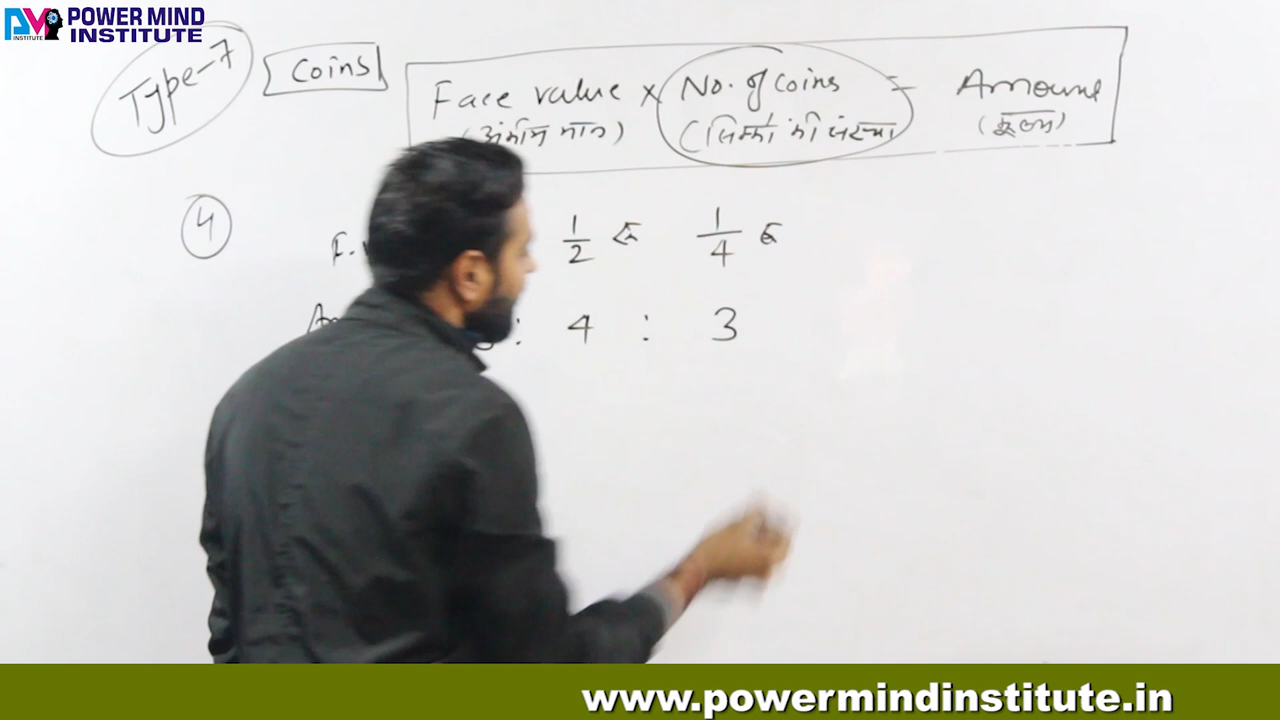 POWER MIND
INSTITUTE
INSTITUTE
Type-7
Coins
Face value × No. of coins = Amount
(अंकित मान) (सिक्कों की संख्या)
4
F.
1/2 रु 1/4 रु
: 4 : 3
www.powermindinstitute.in